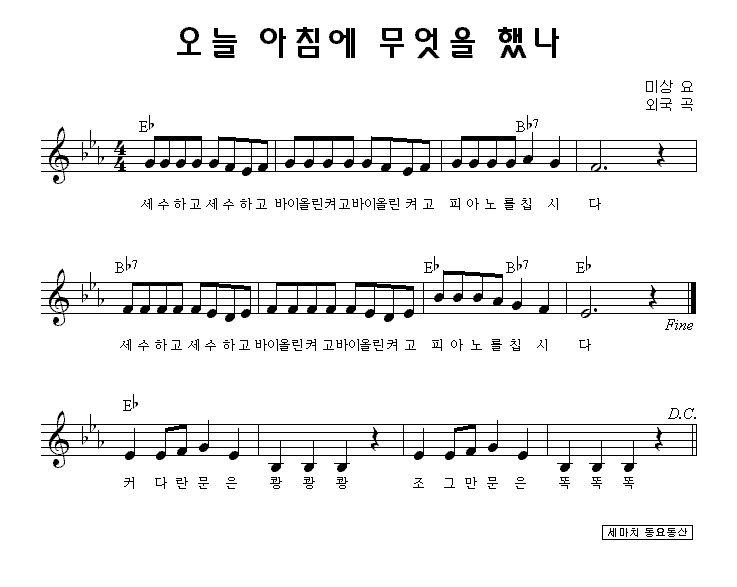 오늘 아침에 무엇을 했나
미상 요
외국 곡
E♭ B♭7
4
4
세 수 하 고 세 수 하 고 바이올린켜고바이올린 켜 고 피 아 노 를 칩 시 다
B♭7 E♭ B♭7 E♭
Fine
세 수 하 고 세 수 하 고 바이올린켜 고바이올린켜 고 피 아 노 를 칩 시 다
E♭ D.C.
커 다 란 문 은 쾅 쾅 쾅 조 그 만 문 은 똑 똑 똑
세마치 동요동산